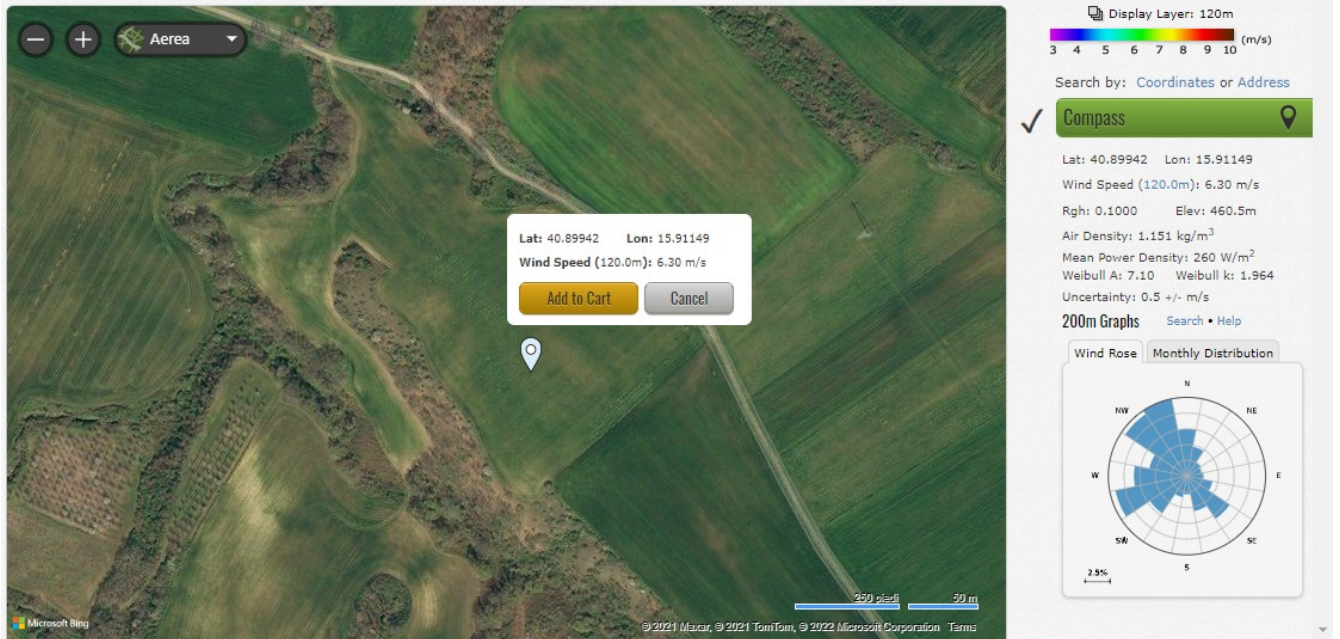 Aerea
Lat: 40.89942 Lon: 15.91149
Wind Speed (120.0m): 6.30 m/s
Add to Cart Cancel
250 piedi 50 m
Microsoft Bing
© 2021 Maxar, © 2021 TomTom, © 2022 Microsoft Corporation Terms
Display Layer: 120m
(m/s)
3 4 5 6 7 8 9 10
Search by: Coordinates or Address
Compass
Lat: 40.89942 Lon: 15.91149
Wind Speed (120.0m): 6.30 m/s
Rgh: 0.1000 Elev: 460.5m
Air Density: 1.151 kg/m³
Mean Power Density: 260 W/m²
Weibull A: 7.10 Weibull k: 1.964
Uncertainty: 0.5 +/- m/s
200m Graphs Search • Help
Wind Rose Monthly Distribution
N
NW NE
W E
SW SE
S
2.5%